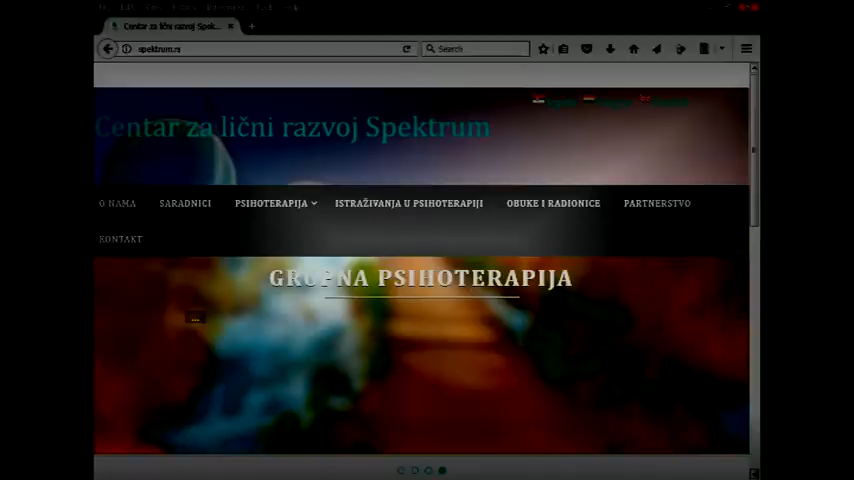 Centar za lični razvoj Spek...
spektrum.rs
Search
Centar za lični razvoj Spektrum
O NAMA SARADNICI PSIHOTERAPIJA ISTRAŽIVANJA U PSIHOTERAPIJI OBUKE I RADIONICE PARTNERSTVO
KONTAKT
GRUPNA PSIHOTERAPIJA
...